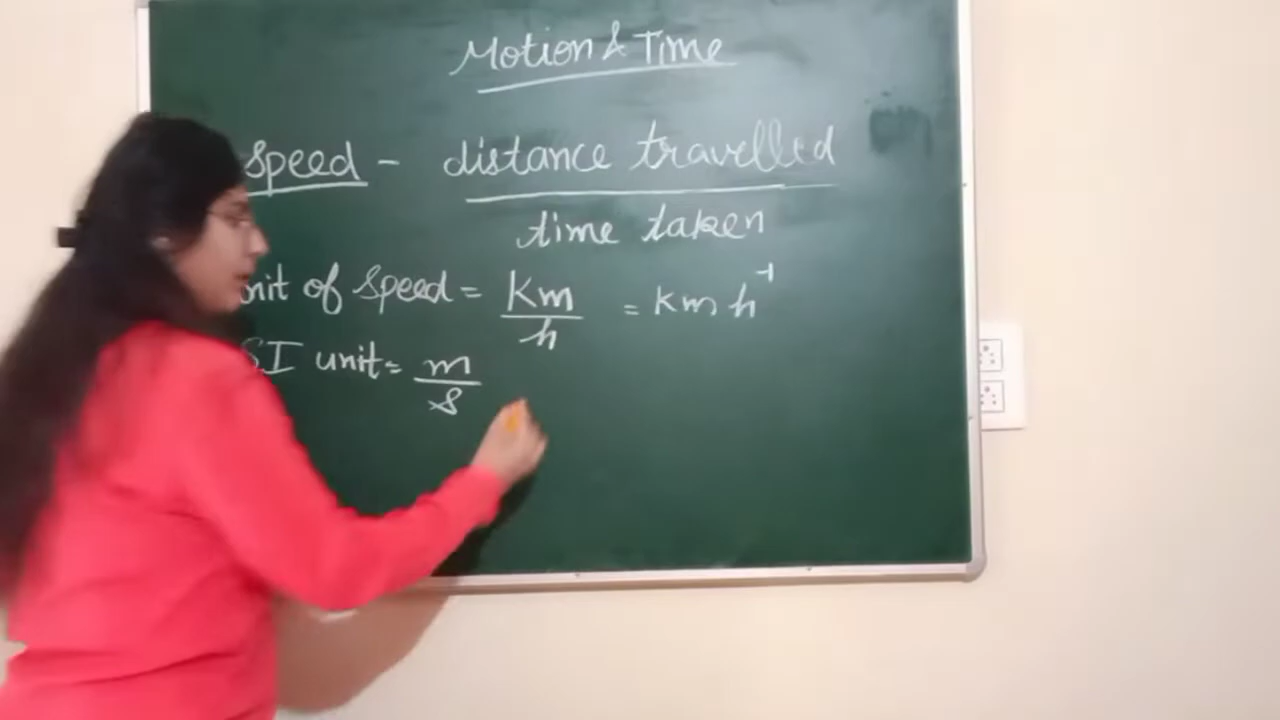 Motion & Time
Speed - distance travelled
time taken
nit of Speed = Km/h = Km h⁻¹
SI unit = m/s